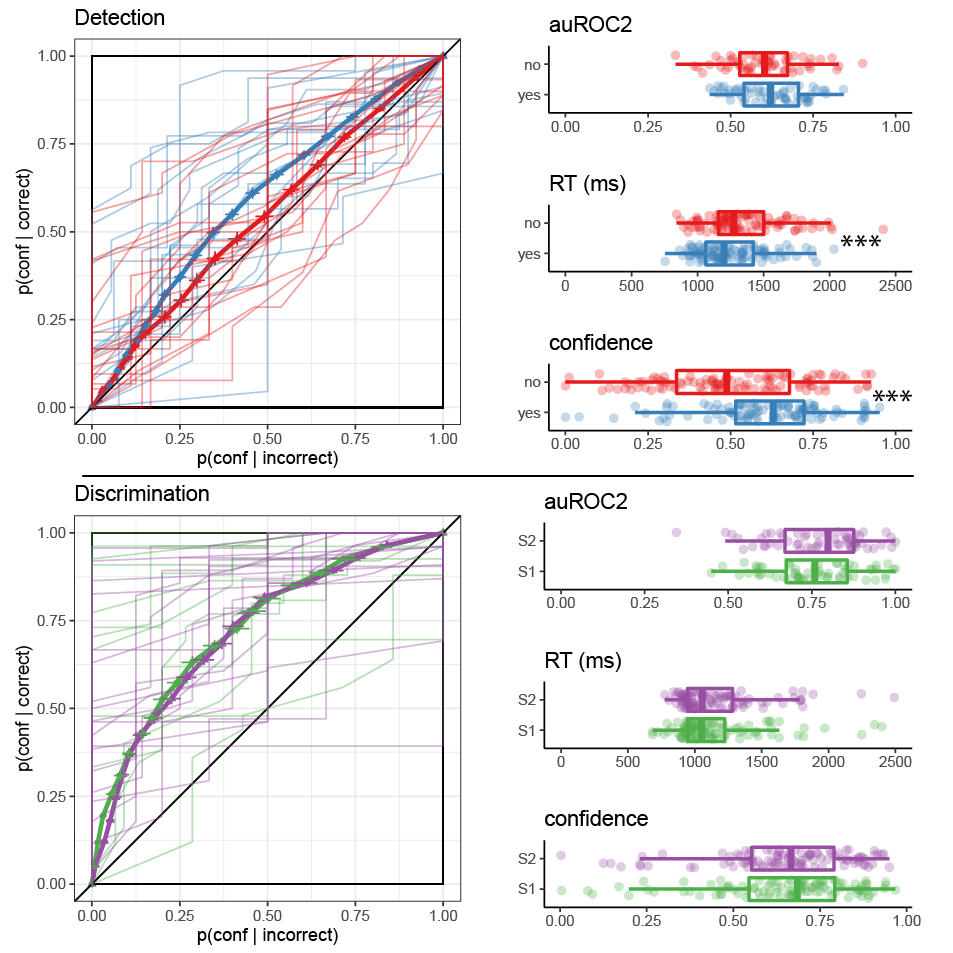 Detection
1.00
0.75
0.50
0.25
0.00
p(conf | correct)
0.00 0.25 0.50 0.75 1.00
p(conf | incorrect)
auROC2
no
yes
0.00 0.25 0.50 0.75 1.00
RT (ms)
no
yes
***
0 500 1000 1500 2000 2500
confidence
no
yes
***
0.00 0.25 0.50 0.75 1.00
Discrimination
1.00
0.75
0.50
0.25
0.00
p(conf | correct)
0.00 0.25 0.50 0.75 1.00
p(conf | incorrect)
auROC2
S2
S1
0.00 0.25 0.50 0.75 1.00
RT (ms)
S2
S1
0 500 1000 1500 2000 2500
confidence
S2
S1
0.00 0.25 0.50 0.75 1.00